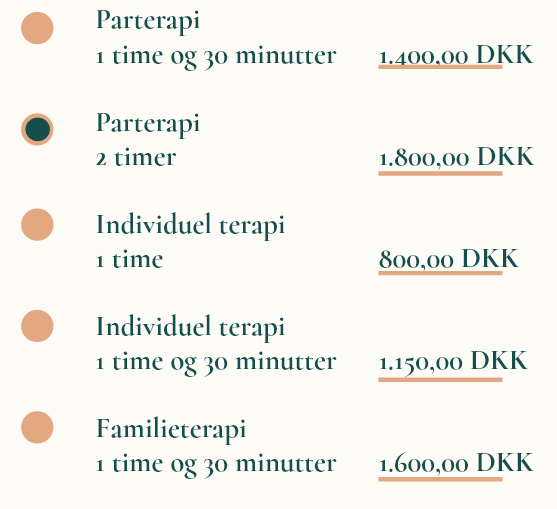 Parterapi
1 time og 30 minutter 1.400,00 DKK
Parterapi
2 timer 1.800,00 DKK
Individuel terapi
1 time 800,00 DKK
Individuel terapi
1 time og 30 minutter 1.150,00 DKK
Familieterapi
1 time og 30 minutter 1.600,00 DKK